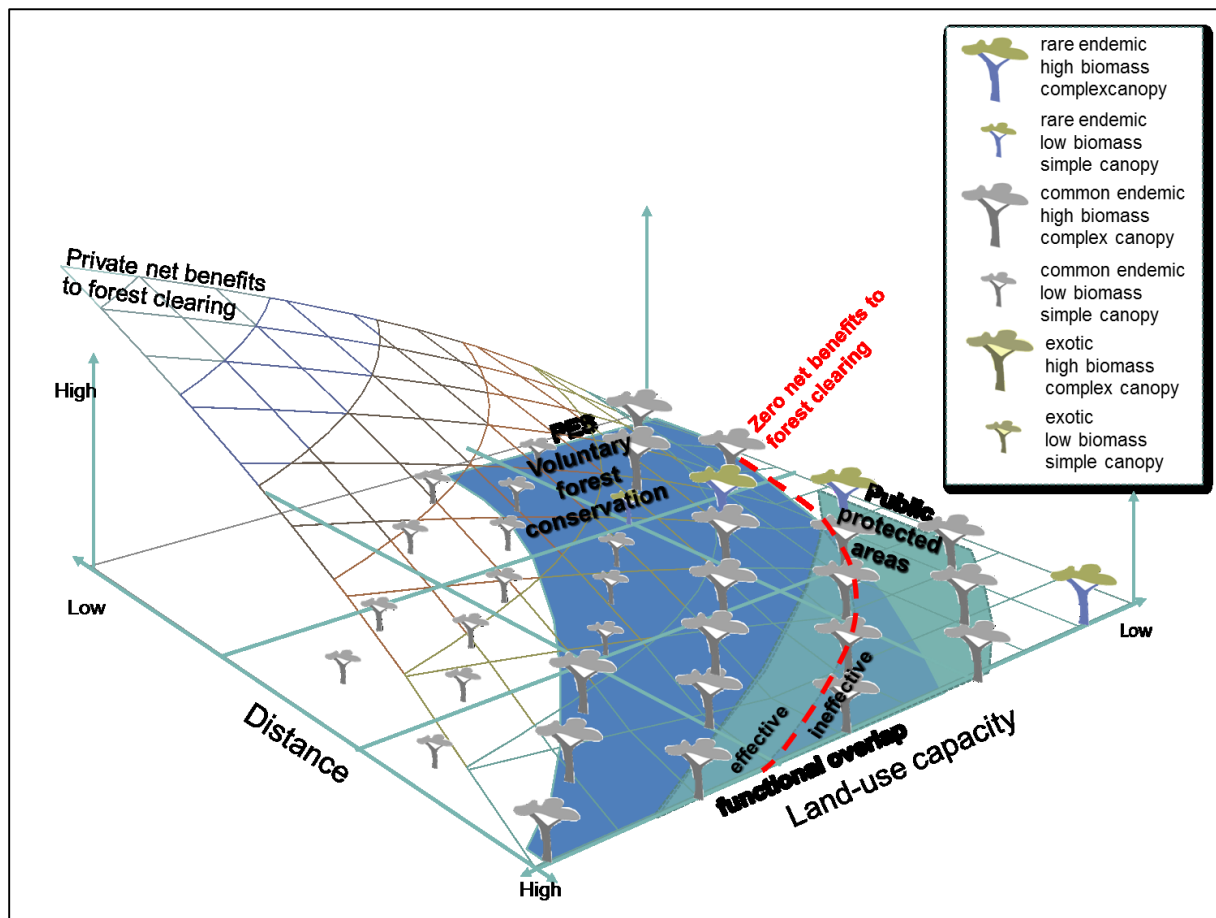 rare endemic
high biomass
complexcanopy
rare endemic
low biomass
simple canopy
common endemic
high biomass
complex canopy
common endemic
low biomass
simple canopy
exotic
high biomass
complex canopy
exotic
low biomass
simple canopy
Private net benefits
to forest clearing
Zero net benefits to
forest clearing
High
PES
Voluntary
forest
conservation
Public
protected
areas
Low
Low
Distance
effective
ineffective
functional overlap
Land-use capacity
High